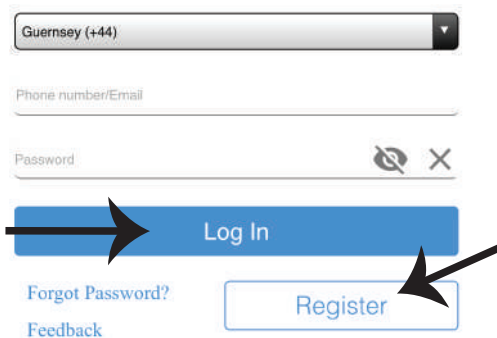 Guernsey (+44)
Phone number/Email
Password
Log In
Forgot Password?
Register
Feedback